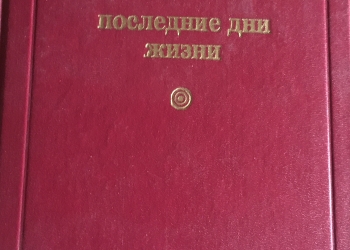 последние дни
жизни